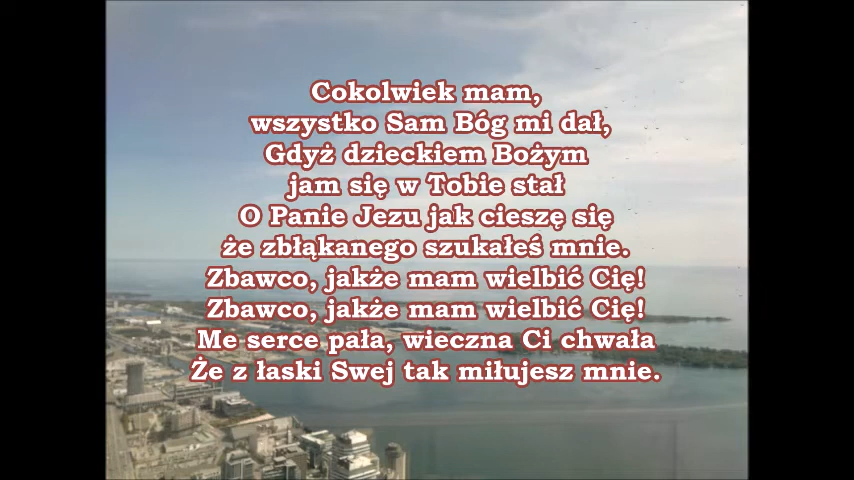 Cokolwiek mam,
wszystko Sam Bóg mi dał,
Gdyż dzieckiem Bożym
jam się w Tobie stał
O Panie Jezu jak cieszę się
że zbłąkanego szukałeś mnie.
Zbawco, jakże mam wielbić Cię!
Zbawco, jakże mam wielbić Cię!
Me serce pała, wieczna Ci chwała
Że z łaski Swej tak miłujesz mnie.